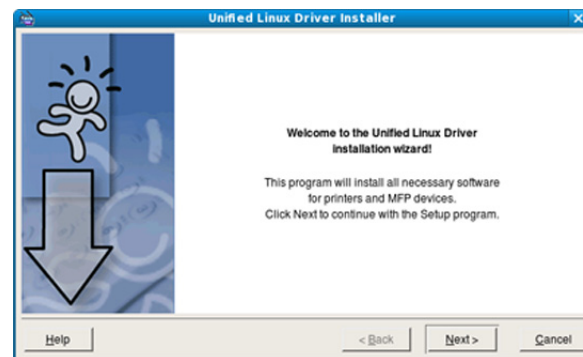 Unified Linux Driver Installer
Welcome to the Unified Linux Driver
installation wizard!
This program will install all necessary software
for printers and MFP devices.
Click Next to continue with the Setup program.
Help
< Back
Next >
Cancel